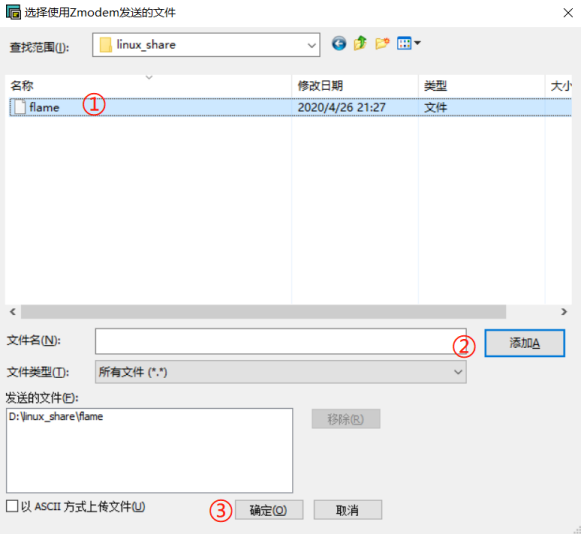 选择使用Zmodem发送的文件
查找范围(I): linux_share
名称 修改日期 类型 大小
flame ① 2020/4/26 21:27 文件
文件名(N): ② 添加A
文件类型(T): 所有文件 (*.*)
发送的文件(F):
D:\linux_share\flame
移除(R)
以 ASCII 方式上传文件(U)
③ 确定(O) 取消